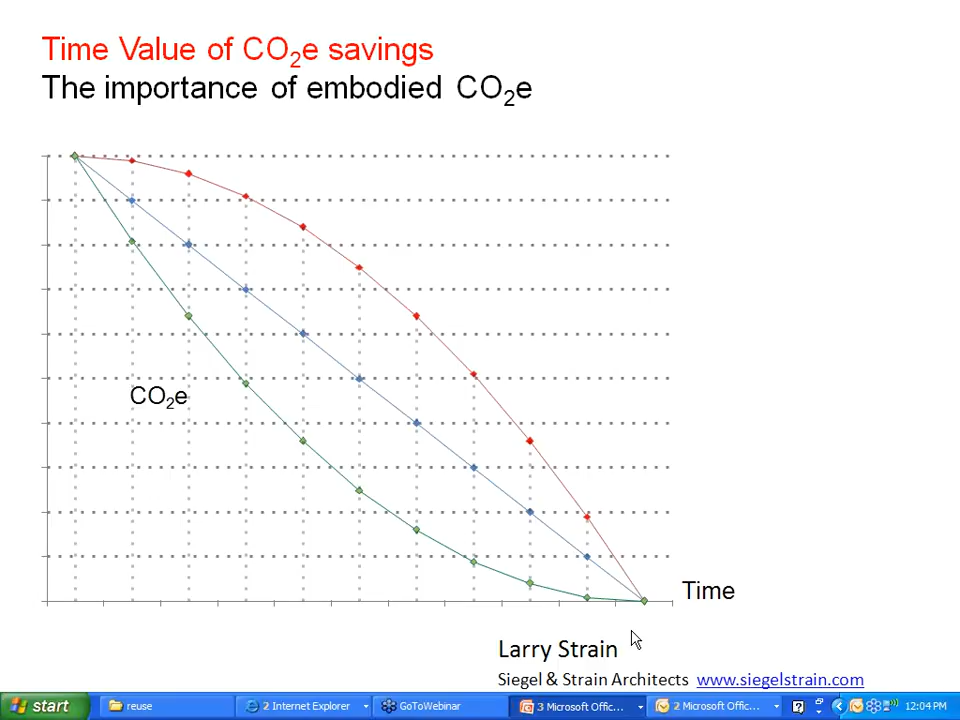 Time Value of CO₂e savings
The importance of embodied CO₂e
CO₂e
Time
Larry Strain
Siegel & Strain Architects www.siegelstrain.com
start
reuse
2 Internet Explorer
GoToWebinar
3 Microsoft Offic...
2 Microsoft Offic...
12:04 PM